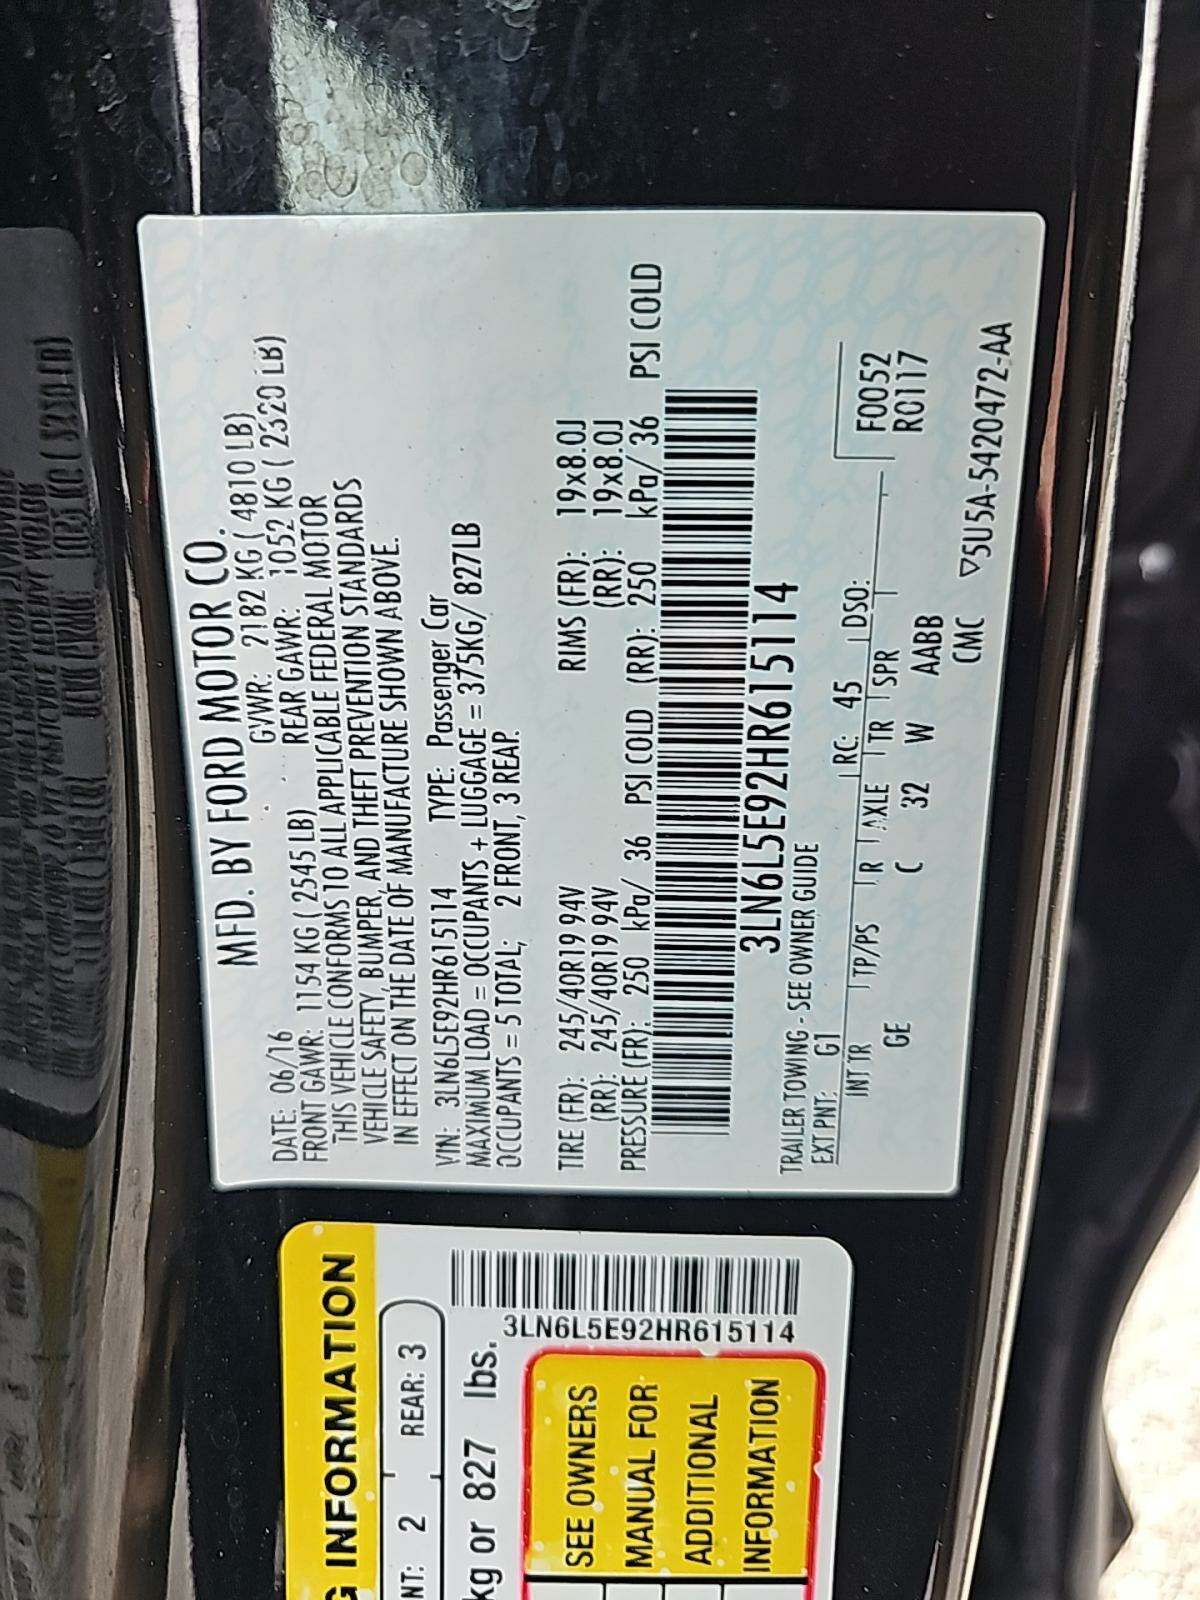 MFD. BY FORD MOTOR CO.
DATE: 06/16 GVWR: 2182 KG ( 4810 LB)
FRONT GAWR: 1154 KG ( 2545 LB) REAR GAWR: 1052 KG ( 2320 LB)
THIS VEHICLE CONFORMS TO ALL APPLICABLE FEDERAL MOTOR
VEHICLE SAFETY, BUMPER, AND THEFT PREVENTION STANDARDS
IN EFFECT ON THE DATE OF MANUFACTURE SHOWN ABOVE.
VIN: 3LN6L5E92HR615114 TYPE: Passenger Car
MAXIMUM LOAD = OCCUPANTS + LUGGAGE = 375KG/ 827LB
OCCUPANTS = 5 TOTAL; 2 FRONT, 3 REAR
TIRE (FR): 245/40R19 94V RIMS (FR): 19x8.0J
(RR): 245/40R19 94V (RR): 19x8.0J
PRESSURE (FR): 250 kPa/ 36 PSI COLD (RR): 250 kPa/ 36 PSI COLD
3LN6L5E92HR615114
TRAILER TOWING - SEE OWNER GUIDE
EXT PNT: G1 RC: 45 DSO:
INT TR TP/PS R AXLE TR SPR
GE C 32 W AABB
CMC
F0052
R0117
▽5U5A-5420472-AA
G INFORMATION
NT: 2 REAR: 3
kg or 827 lbs.
3LN6L5E92HR615114
SEE OWNERS
MANUAL FOR
ADDITIONAL
INFORMATION